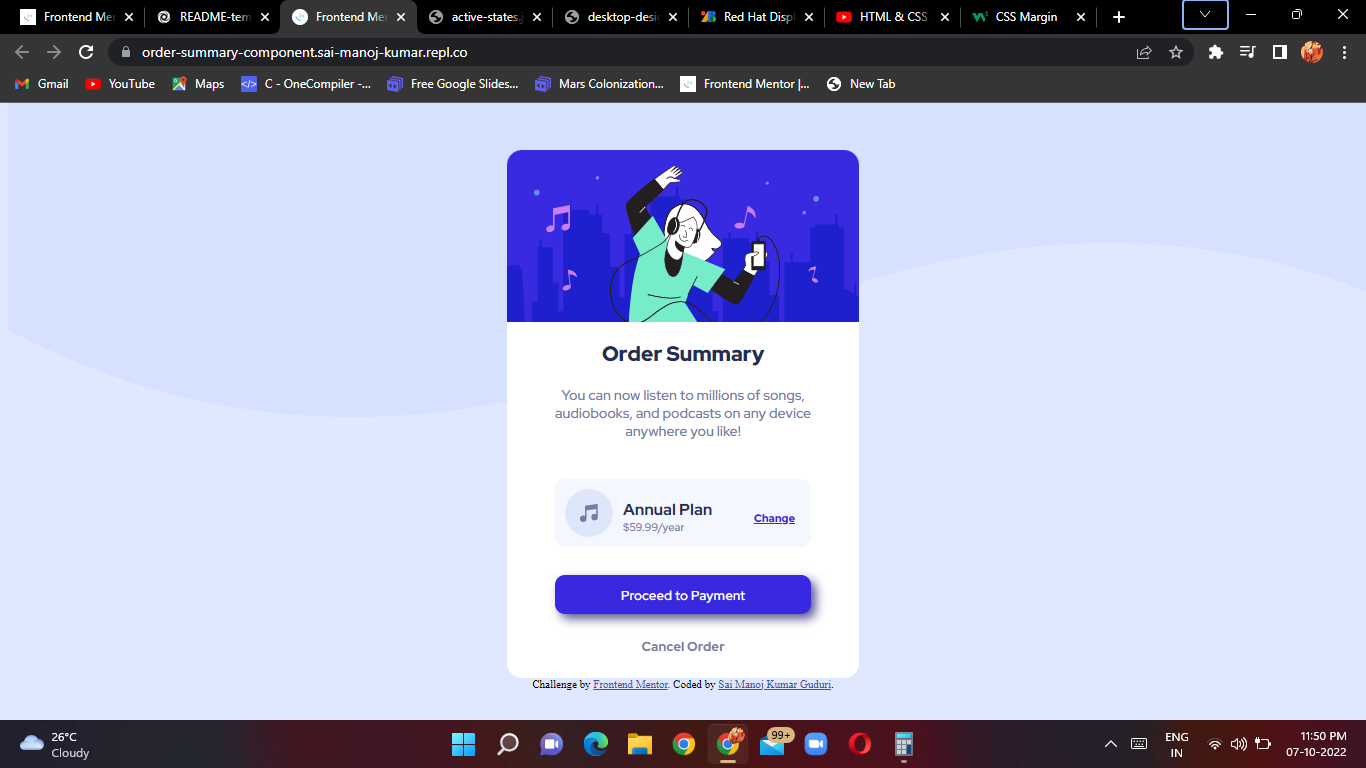 Frontend Mer
README-tem
Frontend Mer
active-states.j
desktop-desig
Red Hat Displ
HTML & CSS
CSS Margin
order-summary-component.sai-manoj-kumar.repl.co
Gmail
YouTube
Maps
C - OneCompiler -...
Free Google Slides...
Mars Colonization...
Frontend Mentor |...
New Tab
Order Summary
You can now listen to millions of songs,
audiobooks, and podcasts on any device
anywhere you like!
Annual Plan
$59.99/year
Change
Proceed to Payment
Cancel Order
Challenge by Frontend Mentor. Coded by Sai Manoj Kumar Guduri.
26°C
Cloudy
99+
ENG
IN
11:50 PM
07-10-2022